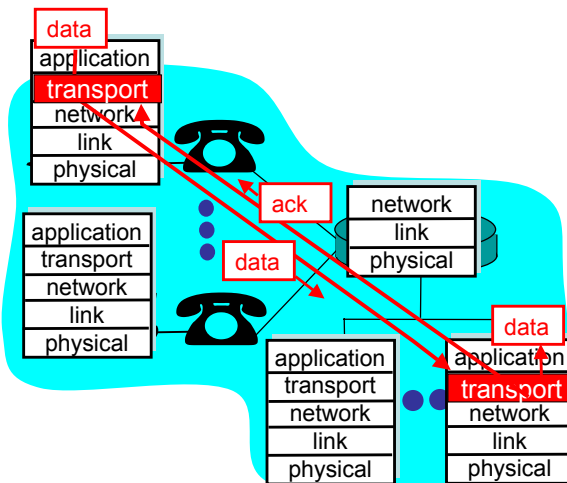 data
application
transport
network
link
physical
ack
network
link
physical
application
transport
network
link
physical
data
data
application
transport
network
link
physical
application
transport
network
link
physical